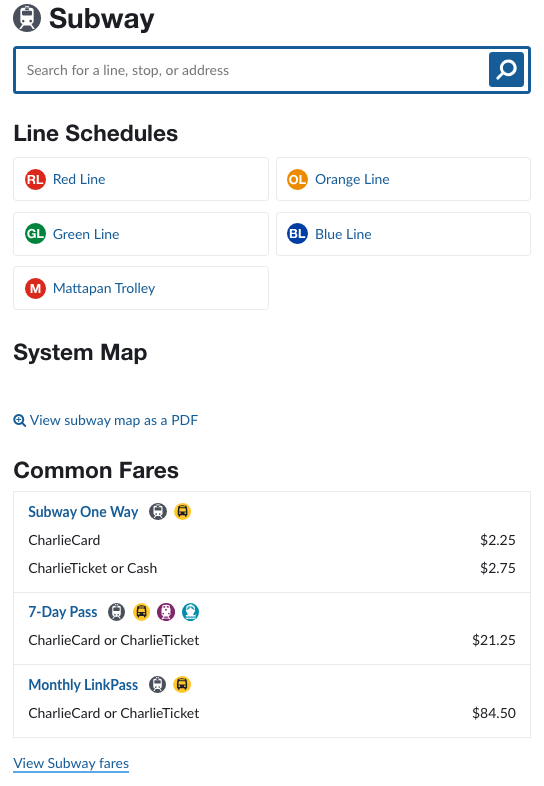 Subway
Search for a line, stop, or address
Line Schedules
RL Red Line
OL Orange Line
GL Green Line
BL Blue Line
M Mattapan Trolley
System Map
View subway map as a PDF
Common Fares
Subway One Way
CharlieCard $2.25
CharlieTicket or Cash $2.75
7-Day Pass
CharlieCard or CharlieTicket $21.25
Monthly LinkPass
CharlieCard or CharlieTicket $84.50
View Subway fares